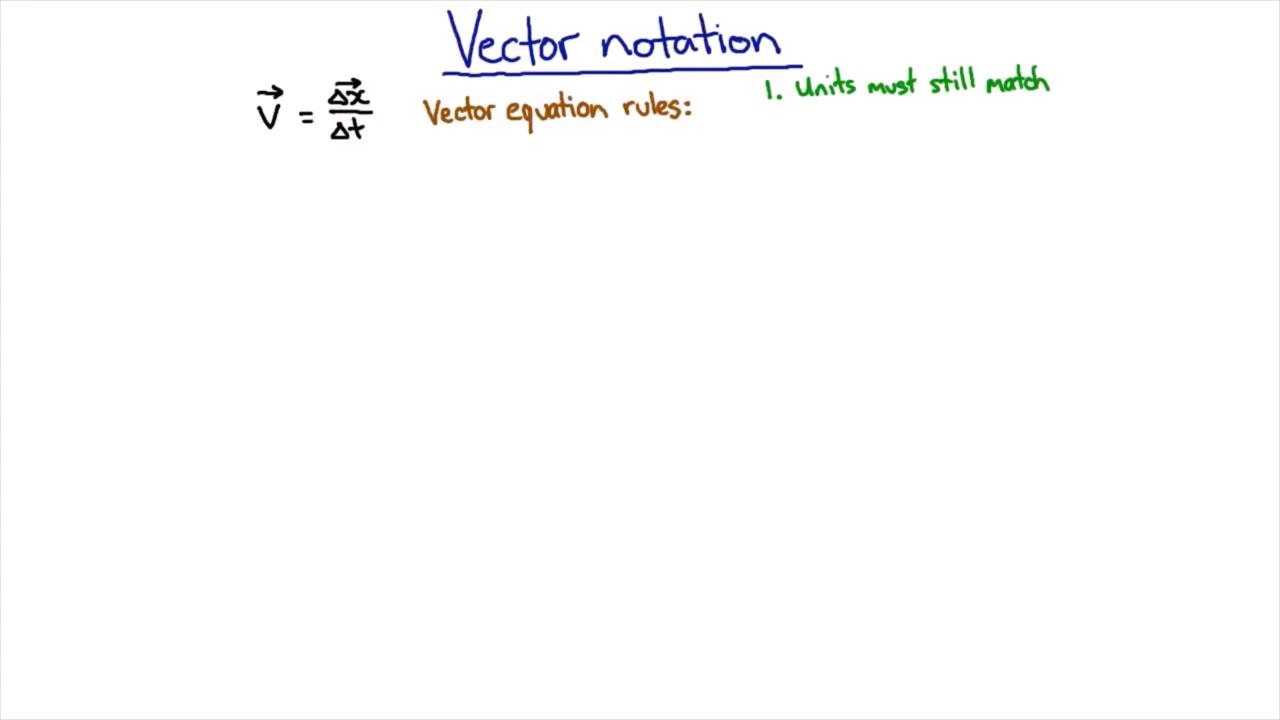 Vector notation
V⃗ = Δx⃗/Δt
Vector equation rules:
1. Units must still match